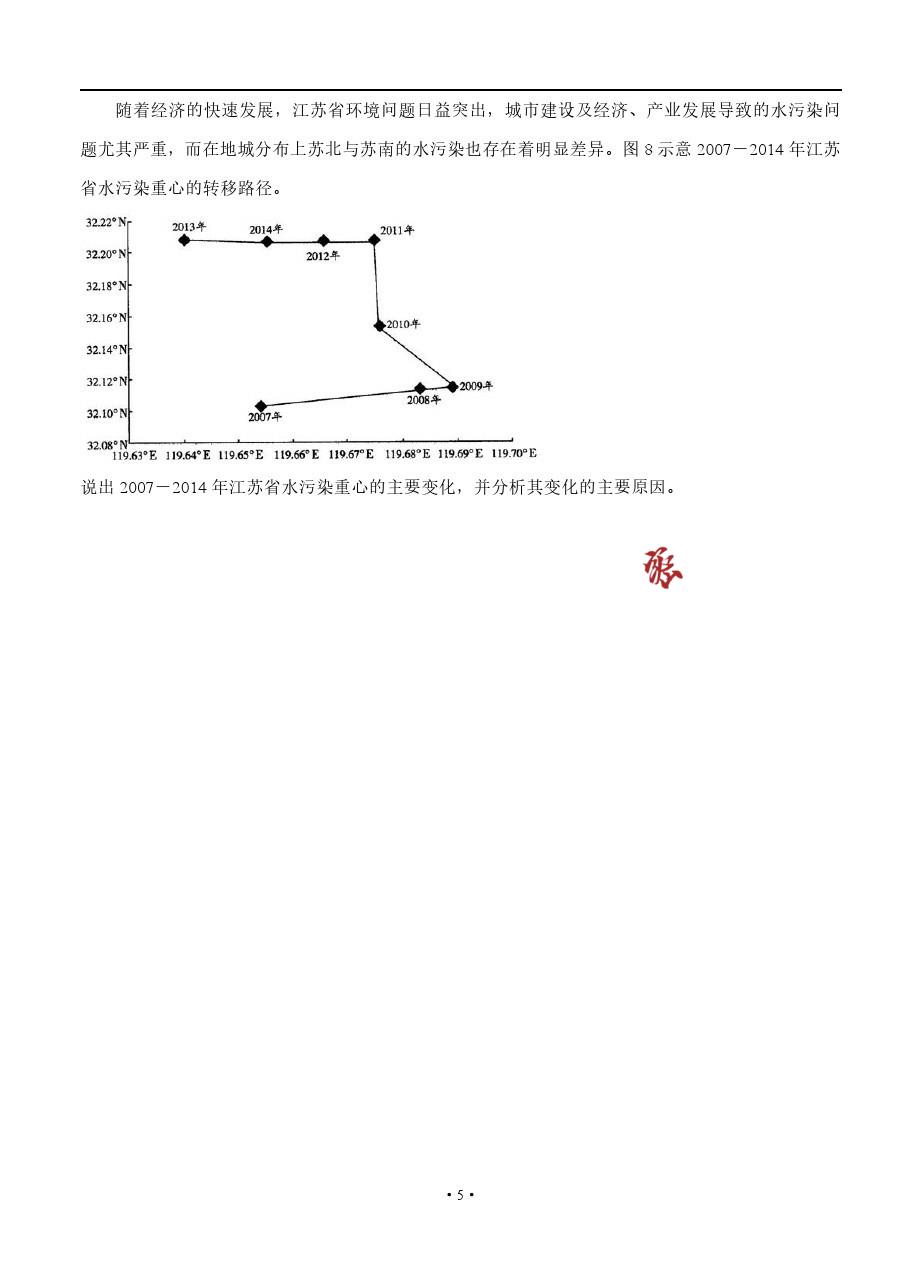 随着经济的快速发展，江苏省环境问题日益突出，城市建设及经济、产业发展导致的水污染问
题尤其严重，而在地城分布上苏北与苏南的水污染也存在着明显差异。图 8 示意 2007－2014 年江苏
省水污染重心的转移路径。
32.22°N
2013年
2014年
2011年
32.20°N
2012年
32.18°N
32.16°N
2010年
32.14°N
32.12°N
2009年
2008年
32.10°N
2007年
32.08°N
119.63°E 119.64°E 119.65°E 119.66°E 119.67°E 119.68°E 119.69°E 119.70°E
说出 2007－2014 年江苏省水污染重心的主要变化，并分析其变化的主要原因。
·5·